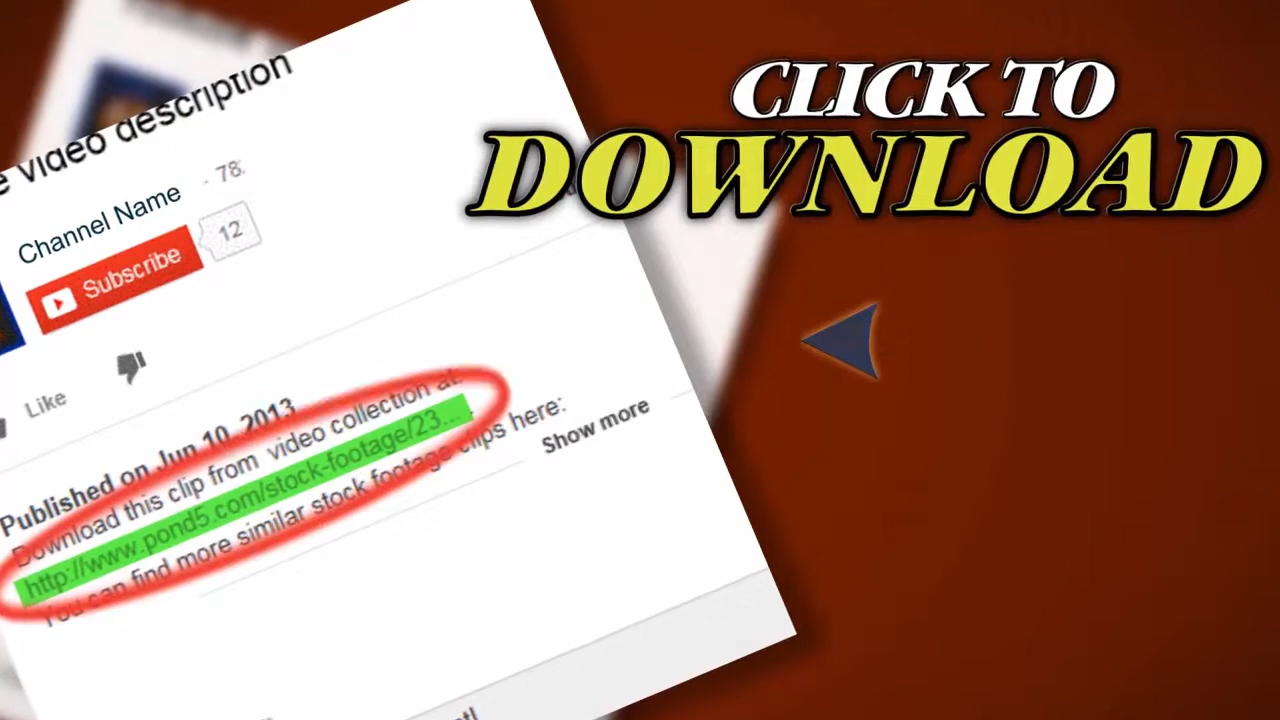 CLICK TO
DOWNLOAD
e video description
Channel Name
78
Subscribe
12
Like
Published on Jun 10, 2013
Download this clip from video collection at:
http://www.pond5.com/stock-footage/23...
You can find more similar stock footage clips here:
Show more